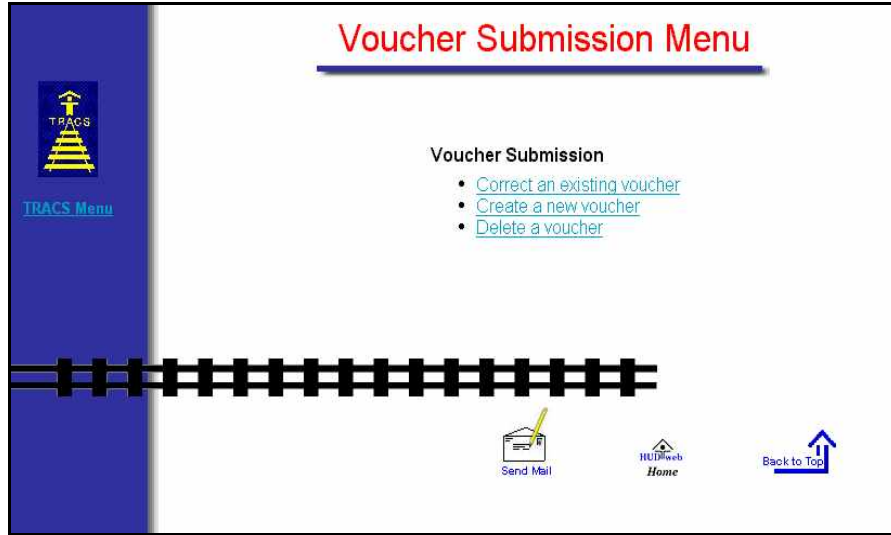 Voucher Submission Menu
TRACS
TRACS Menu
Voucher Submission
• Correct an existing voucher
• Create a new voucher
• Delete a voucher
Send Mail
HUDweb
Home
Back to Top